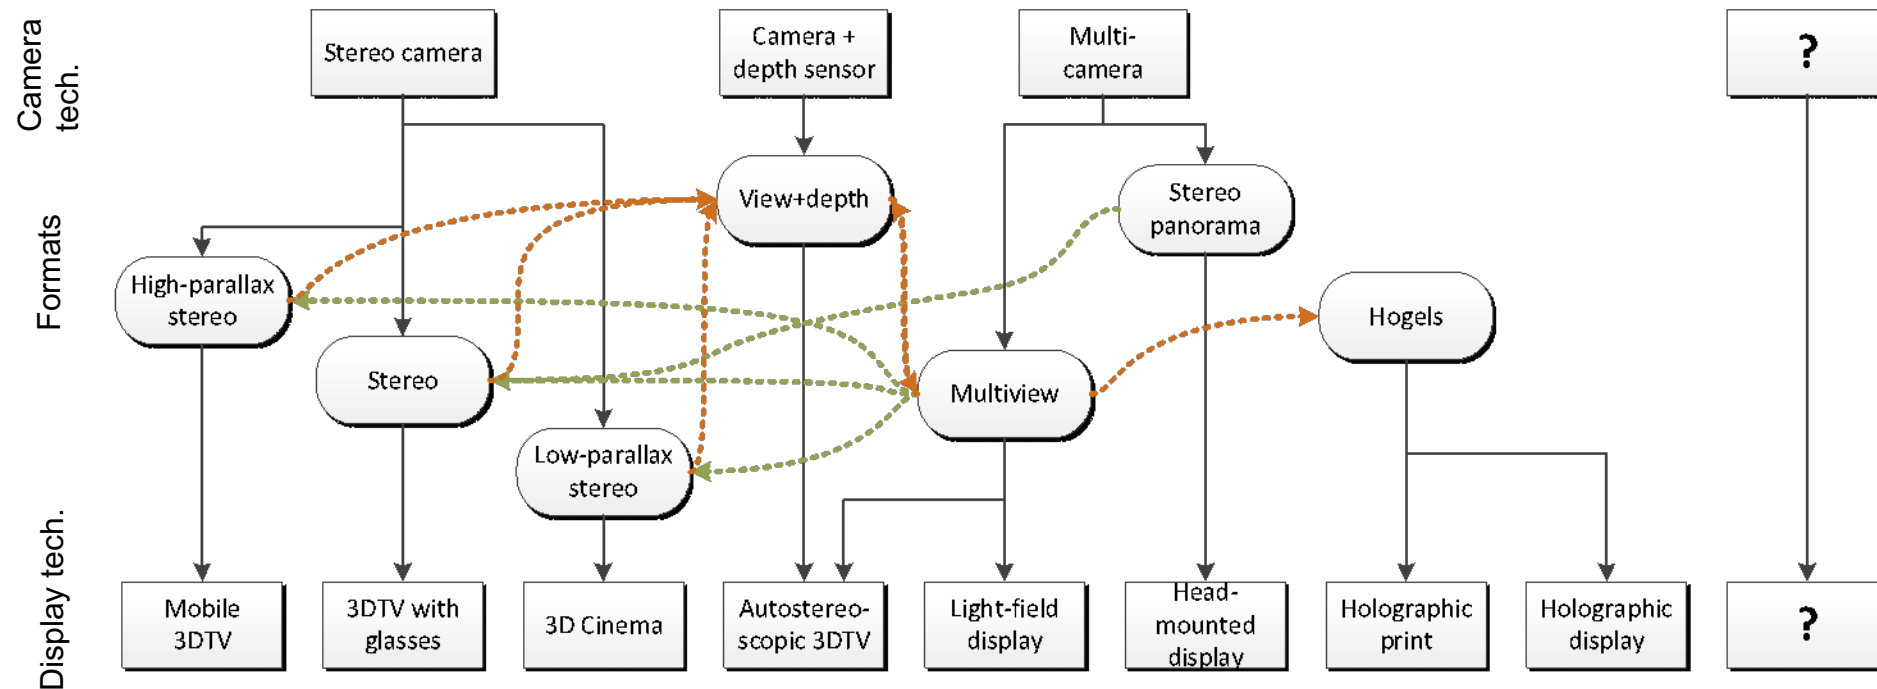 Camera
tech.
Stereo camera
Camera +
depth sensor
Multi-
camera
?
Formats
View+depth
Stereo
panorama
High-parallax
stereo
Hogels
Stereo
Multiview
Low-parallax
stereo
Display tech.
Mobile
3DTV
3DTV with
glasses
3D Cinema
Autostereo-
scopic 3DTV
Light-field
display
Head-
mounted
display
Holographic
print
Holographic
display
?